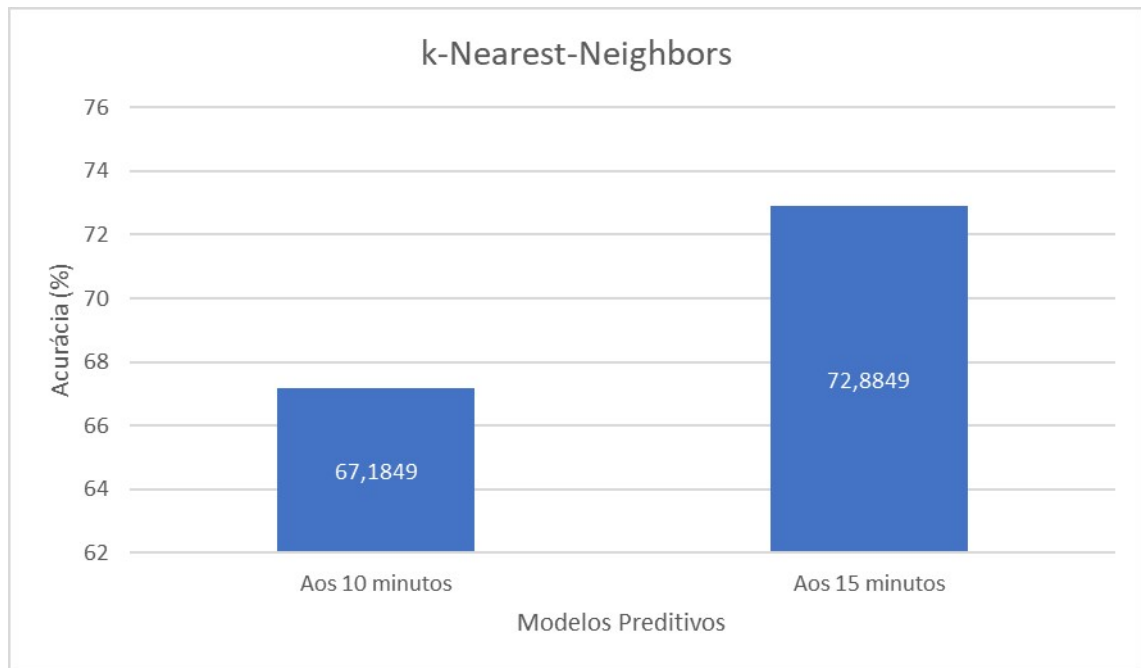 k-Nearest-Neighbors
76
74
72
70
68
66
64
62
Acurácia (%)
67,1849
72,8849
Aos 10 minutos
Aos 15 minutos
Modelos Preditivos